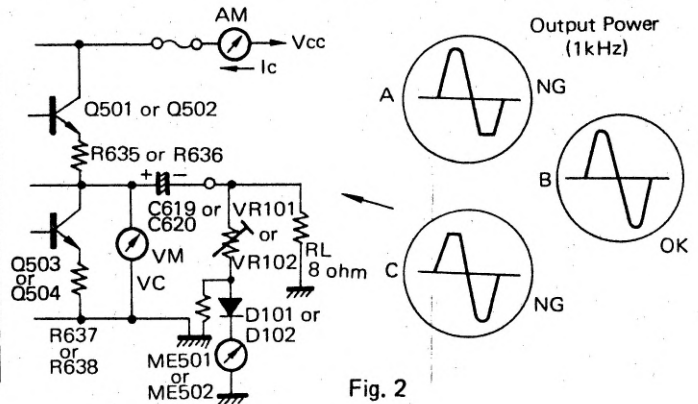 AM
Vcc
Ic
Q501 or Q502
R635 or R636
+ -
C619 or
C620
VR101
or
VR102
RL
8 ohm
VM
VC
Q503
or
Q504
D101 or
D102
R637
or
R638
ME501
or
ME502
Output Power
(1kHz)
A
NG
B
OK
C
NG
Fig. 2